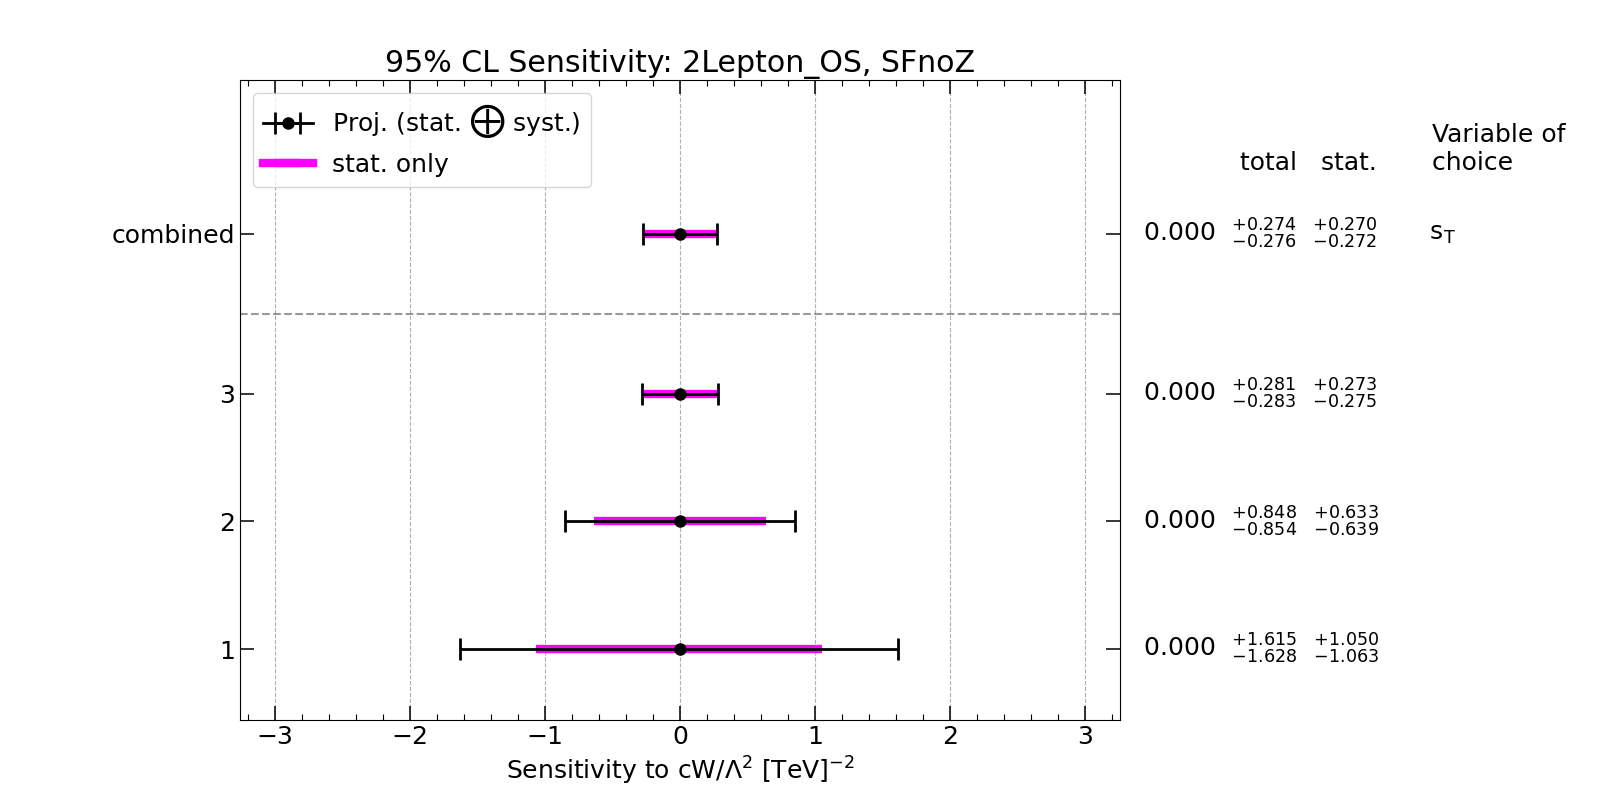 95% CL Sensitivity: 2Lepton_OS, SFnoZ
Proj. (stat. ⊕ syst.)
stat. only
total stat. Variable of
choice
combined 0.000 +0.274 −0.276 +0.270 −0.272 sT
3 0.000 +0.281 −0.283 +0.273 −0.275
2 0.000 +0.848 −0.854 +0.633 −0.639
1 0.000 +1.615 −1.628 +1.050 −1.063
−3 −2 −1 0 1 2 3
Sensitivity to cW/Λ² [TeV]⁻²